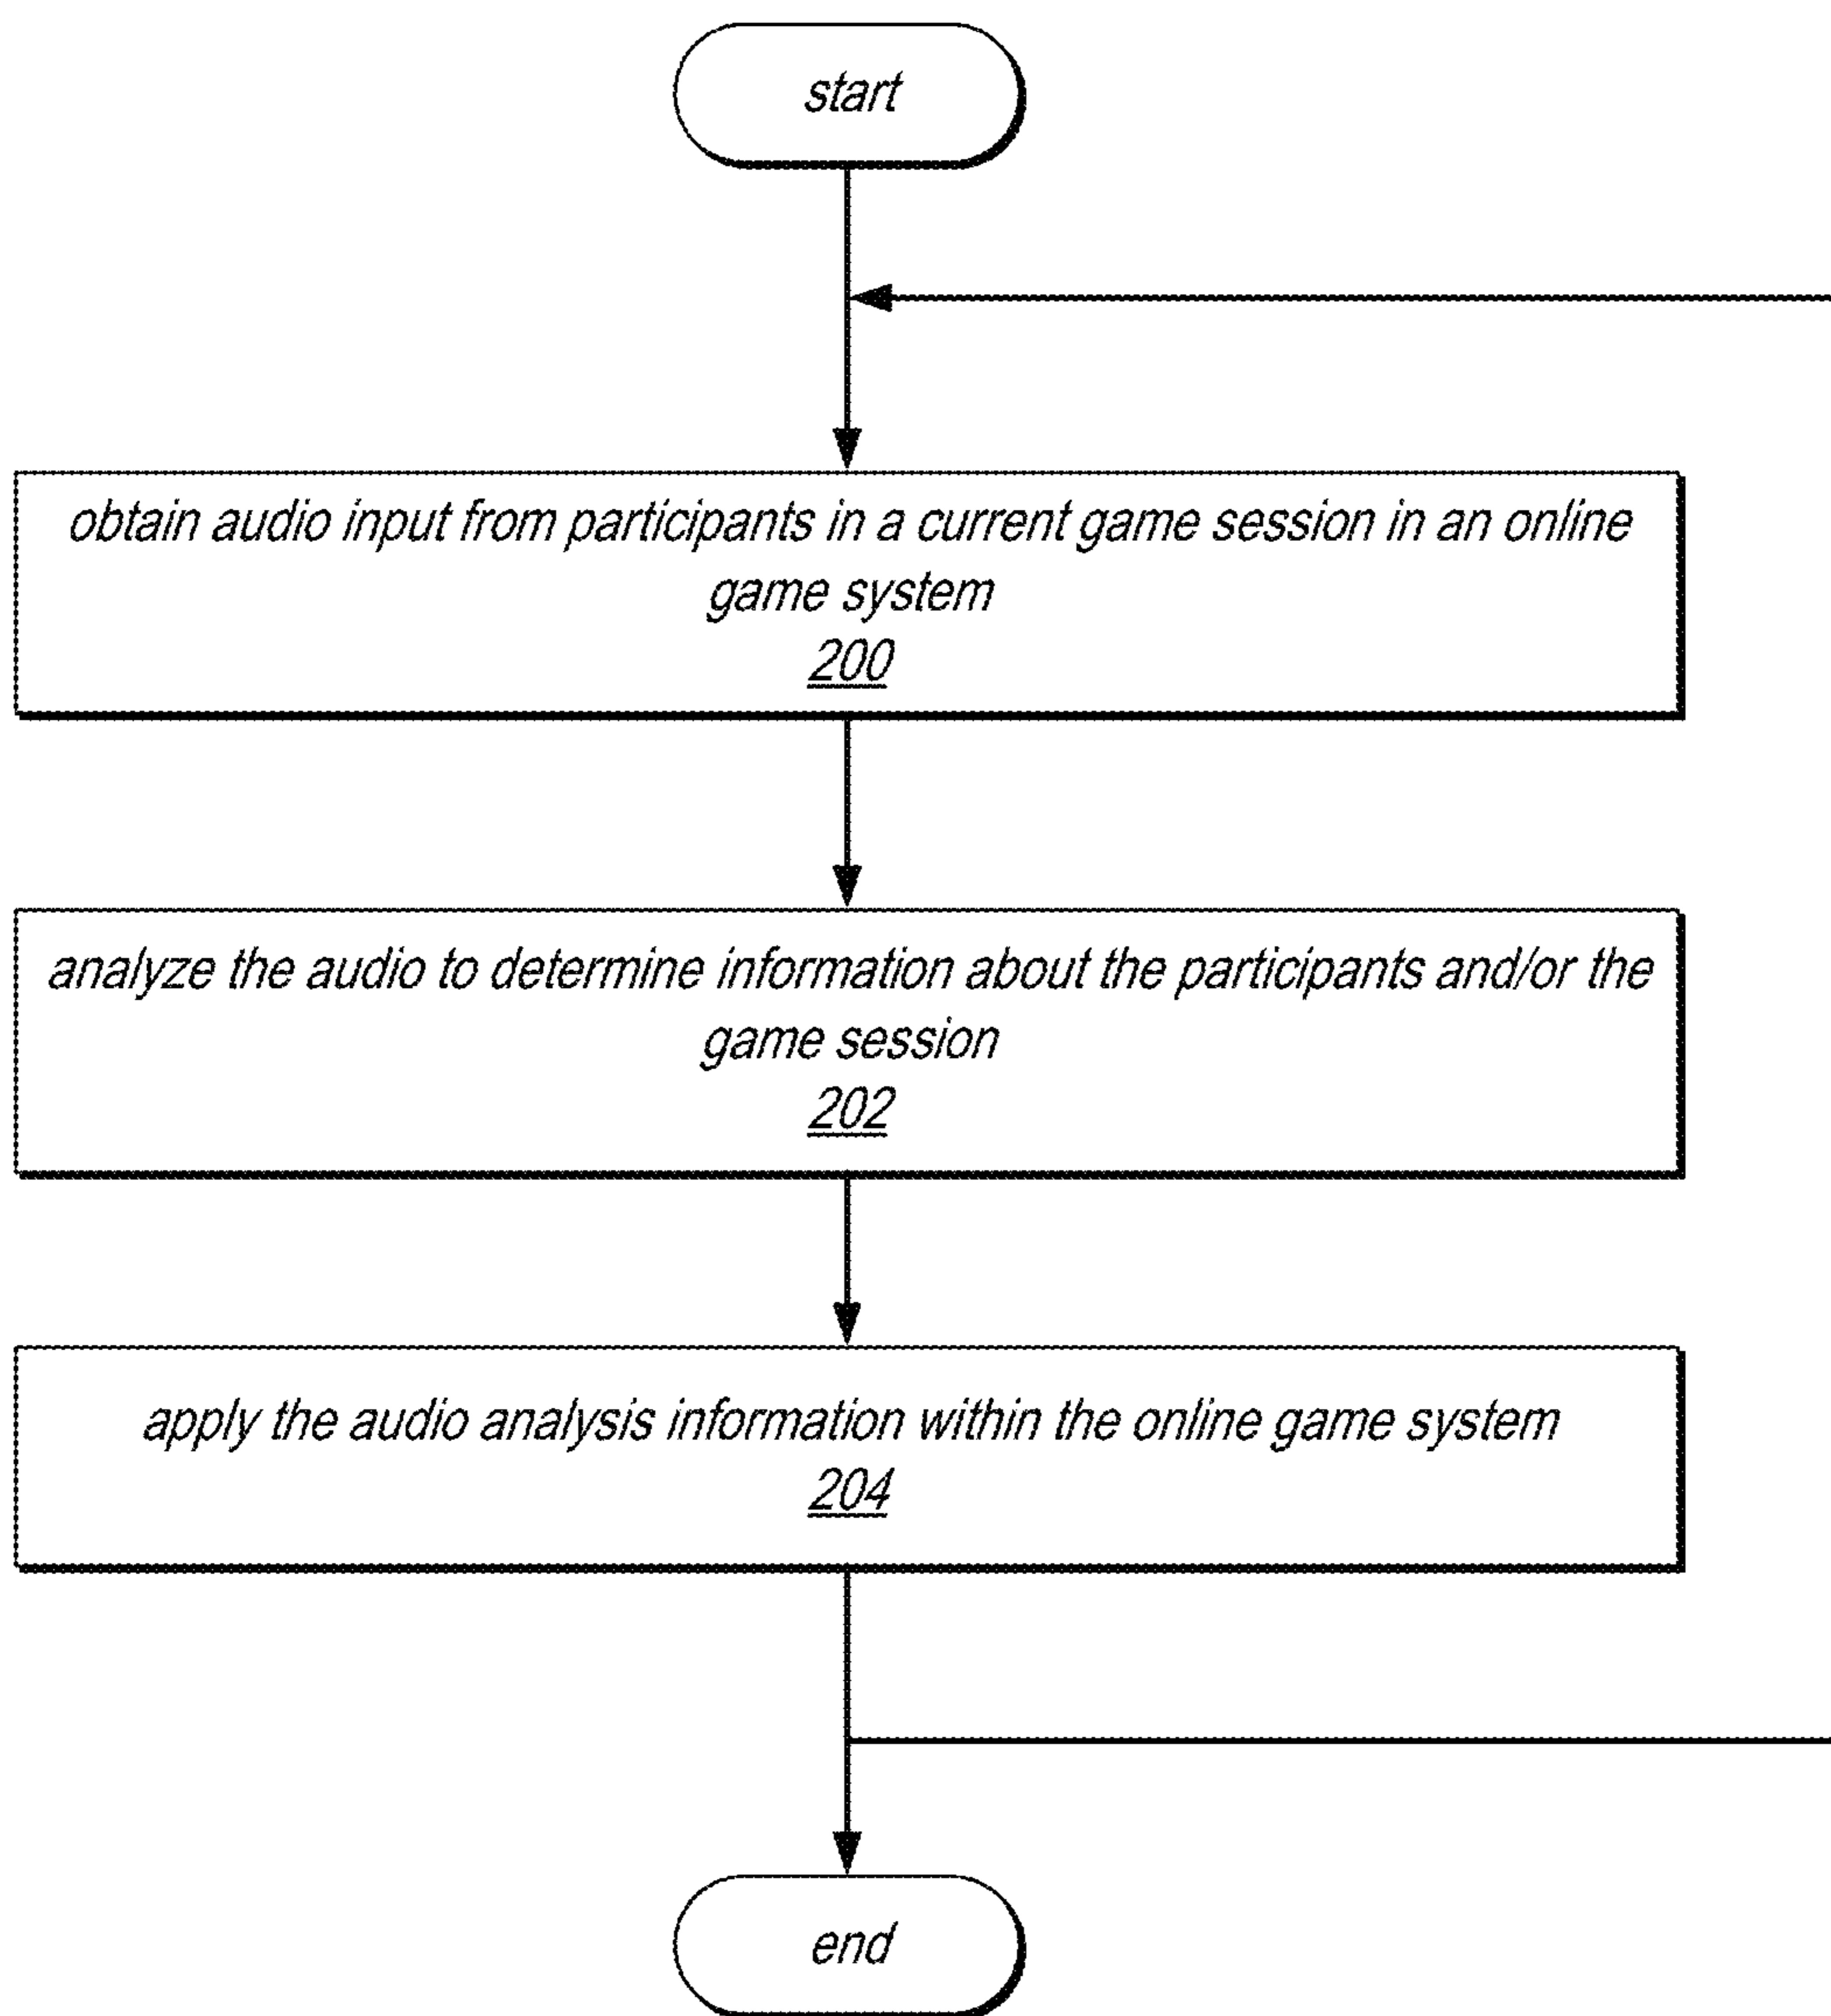 start
obtain audio input from participants in a current game session in an online
game system
200
analyze the audio to determine information about the participants and/or the
game session
202
apply the audio analysis information within the online game system
204
end